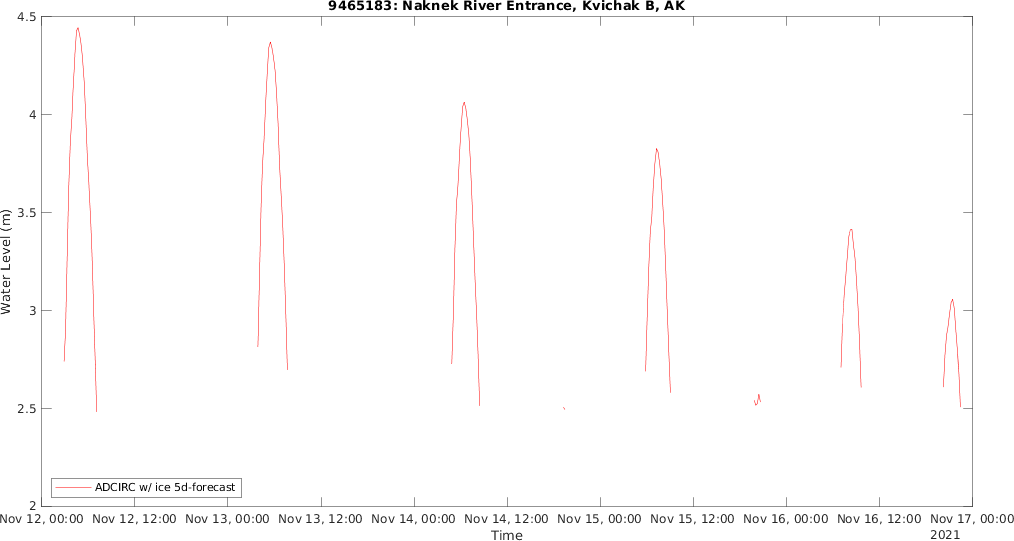 9465183: Naknek River Entrance, Kvichak B, AK
4.5
4
3.5
3
2.5
2
Water Level (m)
ADCIRC w/ ice 5d-forecast
Nov 12, 00:00 Nov 12, 12:00 Nov 13, 00:00 Nov 13, 12:00 Nov 14, 00:00 Nov 14, 12:00 Nov 15, 00:00 Nov 15, 12:00 Nov 16, 00:00 Nov 16, 12:00 Nov 17, 00:00
Time
2021